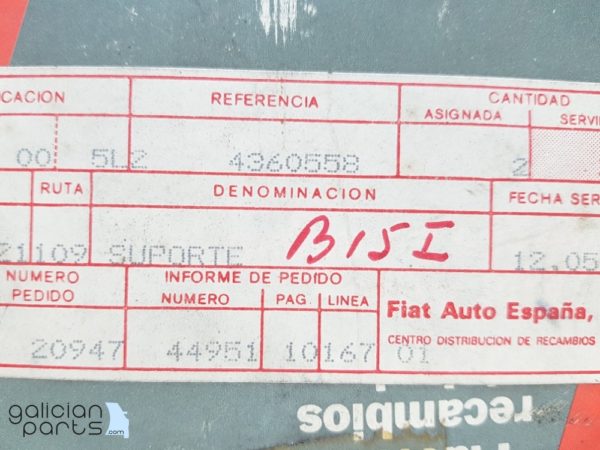 CACION REFERENCIA CANTIDAD
ASIGNADA SERVI
00 5L2 4360558 2
RUTA DENOMINACION FECHA SER
21109 SUPORTE B15I 12.05
NUMERO PEDIDO INFORME DE PEDIDO
NUMERO PAG. LINEA
20947 44951 10167 01
Fiat Auto España,
CENTRO DISTRIBUCION DE RECAMBIOS
recambios
galician
parts.com